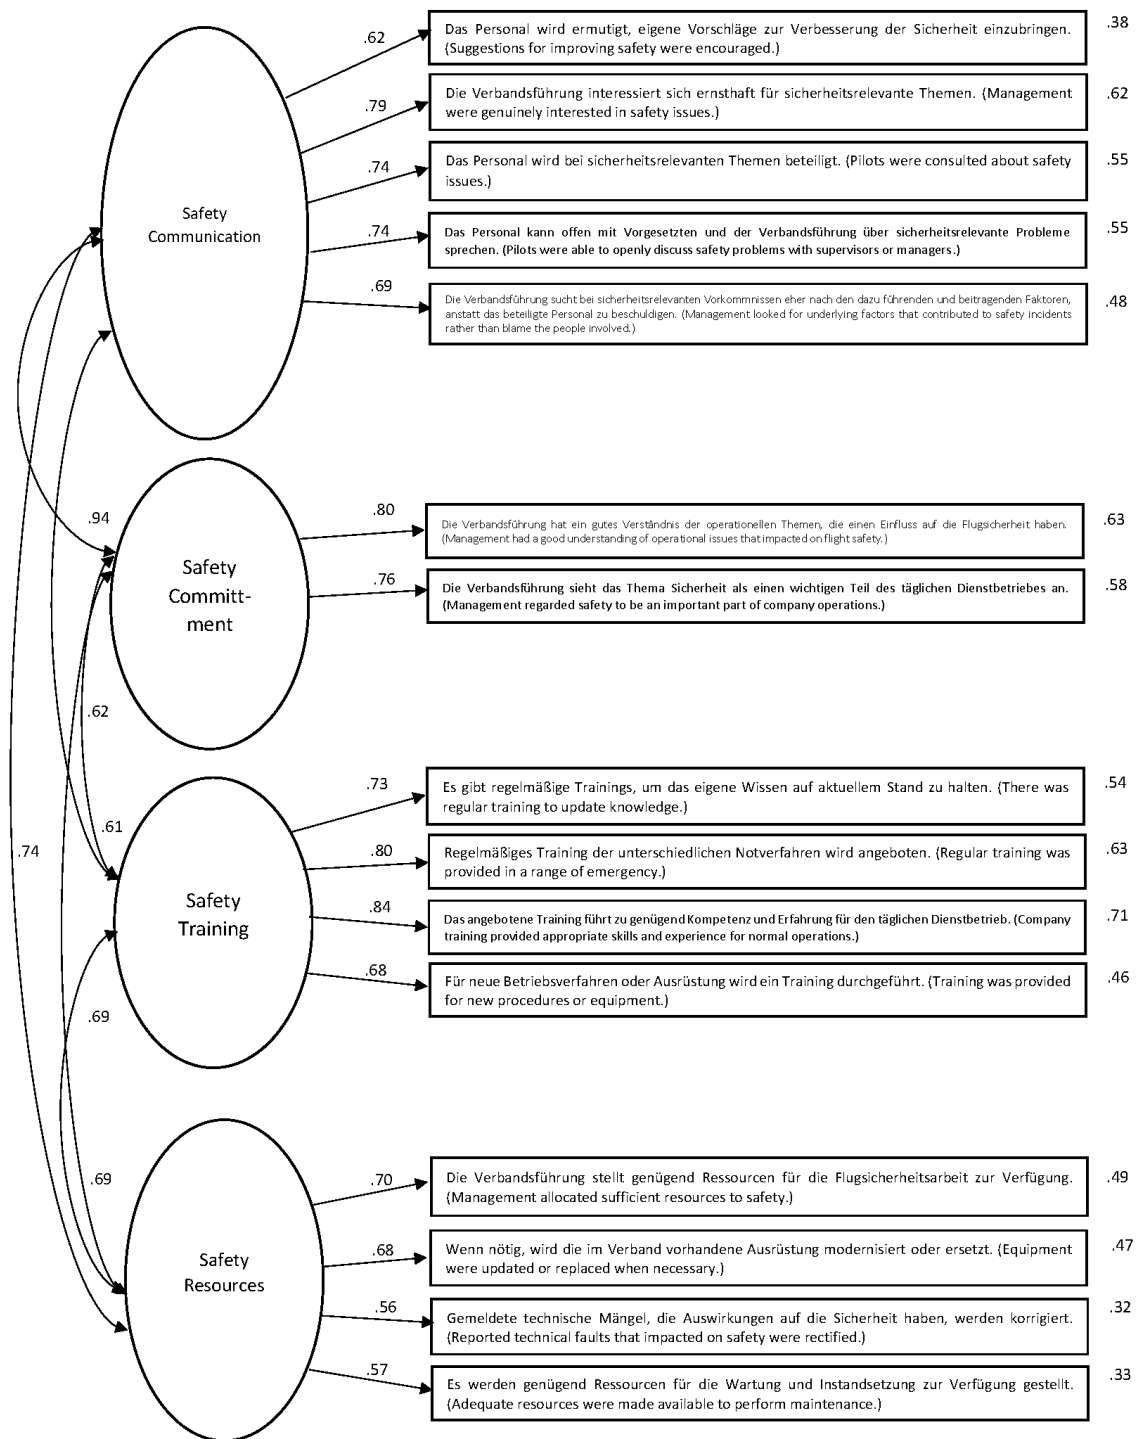 .62
Das Personal wird ermutigt, eigene Vorschläge zur Verbesserung der Sicherheit einzubringen.
(Suggestions for improving safety were encouraged.)
.38
.79
Die Verbandsführung interessiert sich ernsthaft für sicherheitsrelevante Themen. (Management
were genuinely interested in safety issues.)
.62
.74
Das Personal wird bei sicherheitsrelevanten Themen beteiligt. (Pilots were consulted about safety
issues.)
.55
Safety
Communication
.74
Das Personal kann offen mit Vorgesetzten und der Verbandsführung über sicherheitsrelevante Probleme
sprechen. (Pilots were able to openly discuss safety problems with supervisors or managers.)
.55
.69
Die Verbandsführung sucht bei sicherheitsrelevanten Vorkommnissen eher nach den dazu führenden und beitragenden Faktoren,
anstatt das beteiligte Personal zu beschuldigen. (Management looked for underlying factors that contributed to safety incidents
rather than blame the people involved.)
.48
.94
.80
Die Verbandsführung hat ein gutes Verständnis der operationellen Themen, die einen Einfluss auf die Flugsicherheit haben.
(Management had a good understanding of operational issues that impacted on flight safety.)
.63
Safety
Committ-
ment
.76
Die Verbandsführung sieht das Thema Sicherheit als einen wichtigen Teil des täglichen Dienstbetriebes an.
(Management regarded safety to be an important part of company operations.)
.58
.62
.73
Es gibt regelmäßige Trainings, um das eigene Wissen auf aktuellem Stand zu halten. (There was
regular training to update knowledge.)
.54
.61
.74
.80
Regelmäßiges Training der unterschiedlichen Notverfahren wird angeboten. (Regular training was
provided in a range of emergency.)
.63
Safety
Training
.84
Das angebotene Training führt zu genügend Kompetenz und Erfahrung für den täglichen Dienstbetrieb. (Company
training provided appropriate skills and experience for normal operations.)
.71
.68
Für neue Betriebsverfahren oder Ausrüstung wird ein Training durchgeführt. (Training was provided
for new procedures or equipment.)
.46
.69
.69
.70
Die Verbandsführung stellt genügend Ressourcen für die Flugsicherheitsarbeit zur Verfügung.
(Management allocated sufficient resources to safety.)
.49
Safety
Resources
.68
Wenn nötig, wird die im Verband vorhandene Ausrüstung modernisiert oder ersetzt. (Equipment
were updated or replaced when necessary.)
.47
.56
Gemeldete technische Mängel, die Auswirkungen auf die Sicherheit haben, werden korrigiert.
(Reported technical faults that impacted on safety were rectified.)
.32
.57
Es werden genügend Ressourcen für die Wartung und Instandsetzung zur Verfügung gestellt.
(Adequate resources were made available to perform maintenance.)
.33